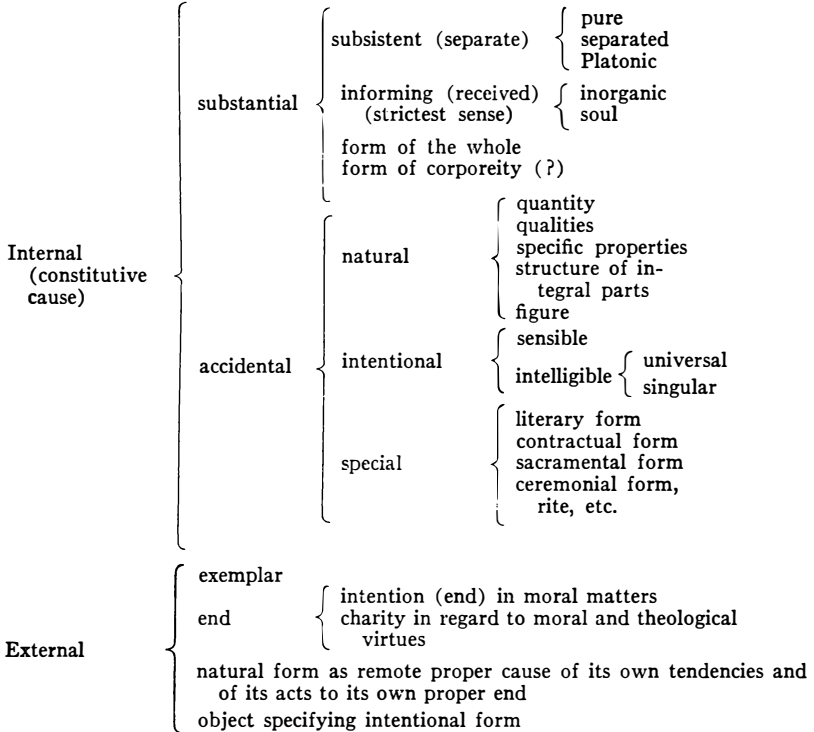 pure
subsistent (separate) separated
Platonic
substantial
informing (received) inorganic
(strictest sense) soul
form of the whole
form of corporeity (?)
Internal
(constitutive
cause)
quantity
qualities
natural specific properties
structure of in-
tegral parts
figure
accidental
sensible
intentional
intelligible universal
singular
literary form
contractual form
special sacramental form
ceremonial form,
rite, etc.
exemplar
intention (end) in moral matters
end charity in regard to moral and theological
virtues
External
natural form as remote proper cause of its own tendencies and
of its acts to its own proper end
object specifying intentional form